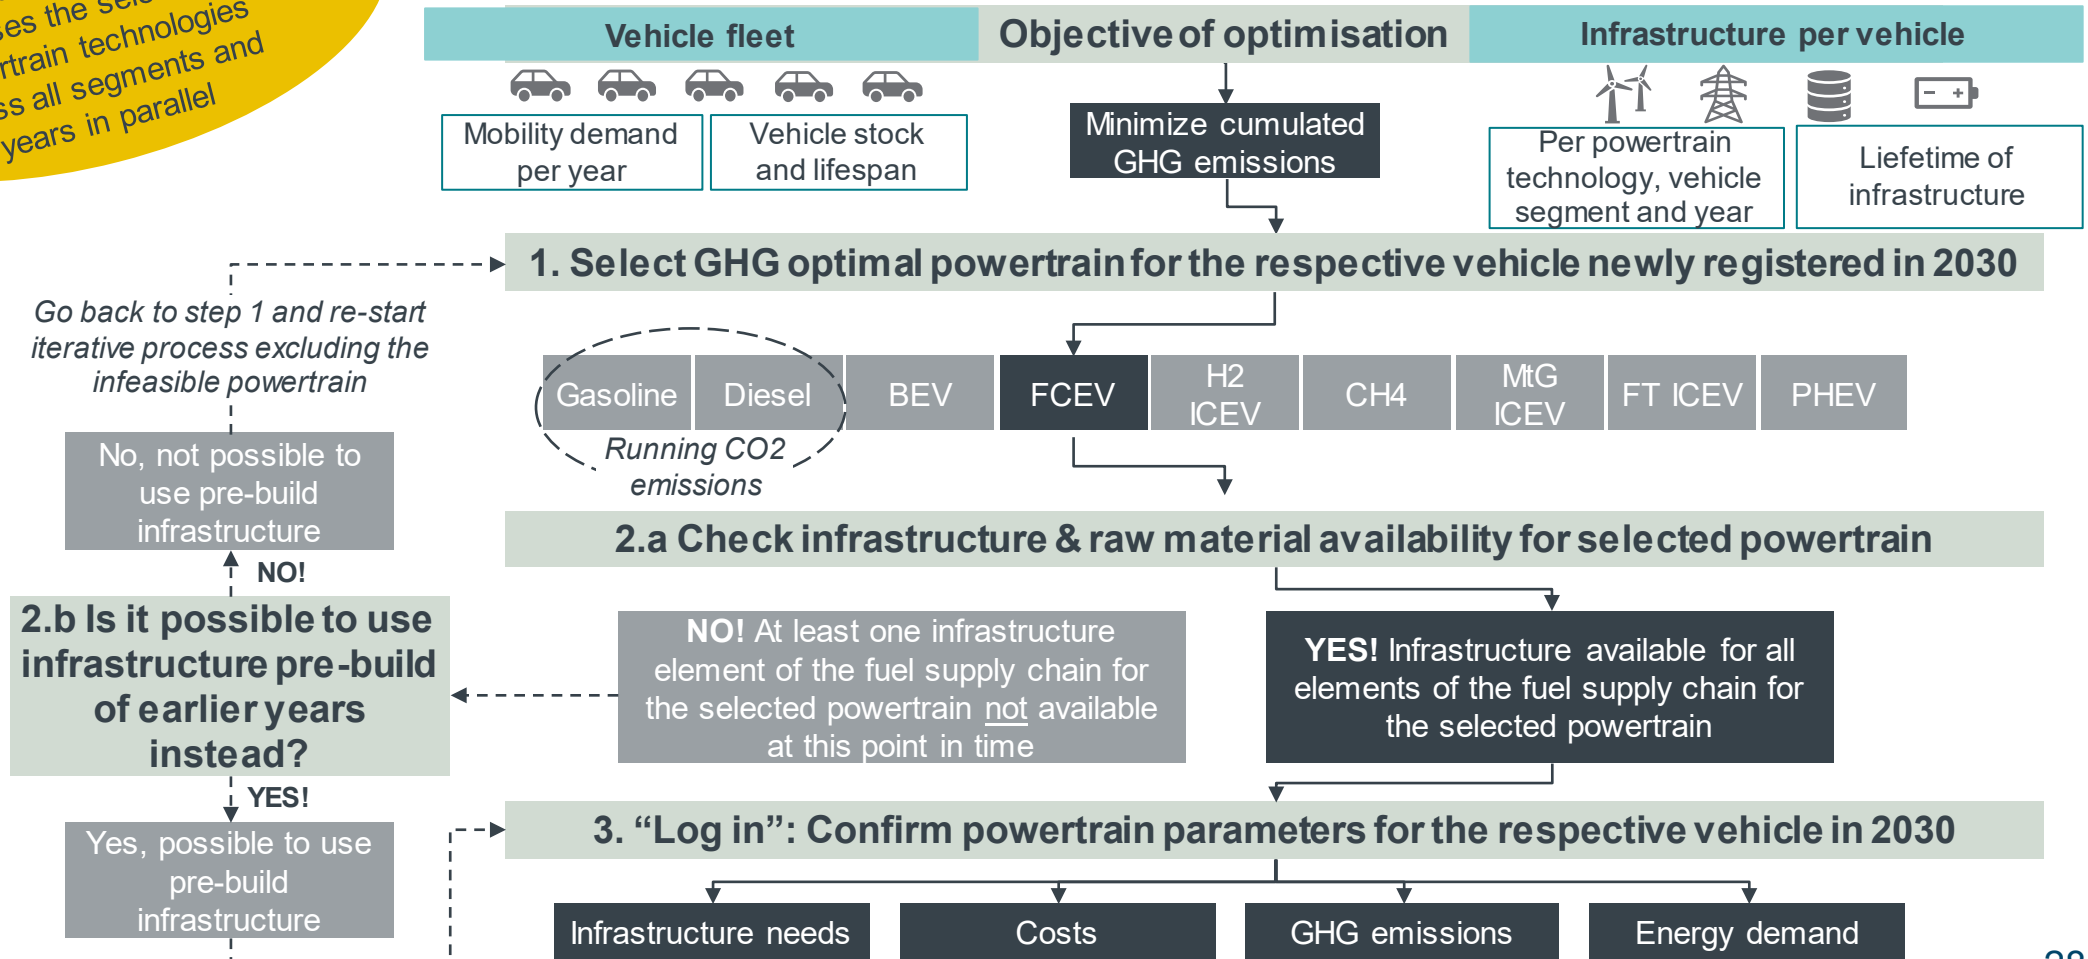 the sele
rtrain technologies
all segments and
years in parallel
Vehicle fleet
Objective of optimisation
Infrastructure per vehicle
Mobility demand
per year
Vehicle stock
and lifespan
Minimize cumulated
GHG emissions
Per powertrain
technology, vehicle
segment and year
Liefetime of
infrastructure
1. Select GHG optimal powertrain for the respective vehicle newly registered in 2030
Go back to step 1 and re-start
iterative process excluding the
infeasible powertrain
Gasoline
Diesel
BEV
FCEV
H2
ICEV
CH4
MtG
ICEV
FT ICEV
PHEV
Running CO2
emissions
No, not possible to
use pre-build
infrastructure
NO!
2.a Check infrastructure & raw material availability for selected powertrain
2.b Is it possible to use
infrastructure pre-build
of earlier years
instead?
NO! At least one infrastructure
element of the fuel supply chain for
the selected powertrain not available
at this point in time
YES! Infrastructure available for all
elements of the fuel supply chain for
the selected powertrain
YES!
Yes, possible to use
pre-build
infrastructure
3. “Log in”: Confirm powertrain parameters for the respective vehicle in 2030
Infrastructure needs
Costs
GHG emissions
Energy demand